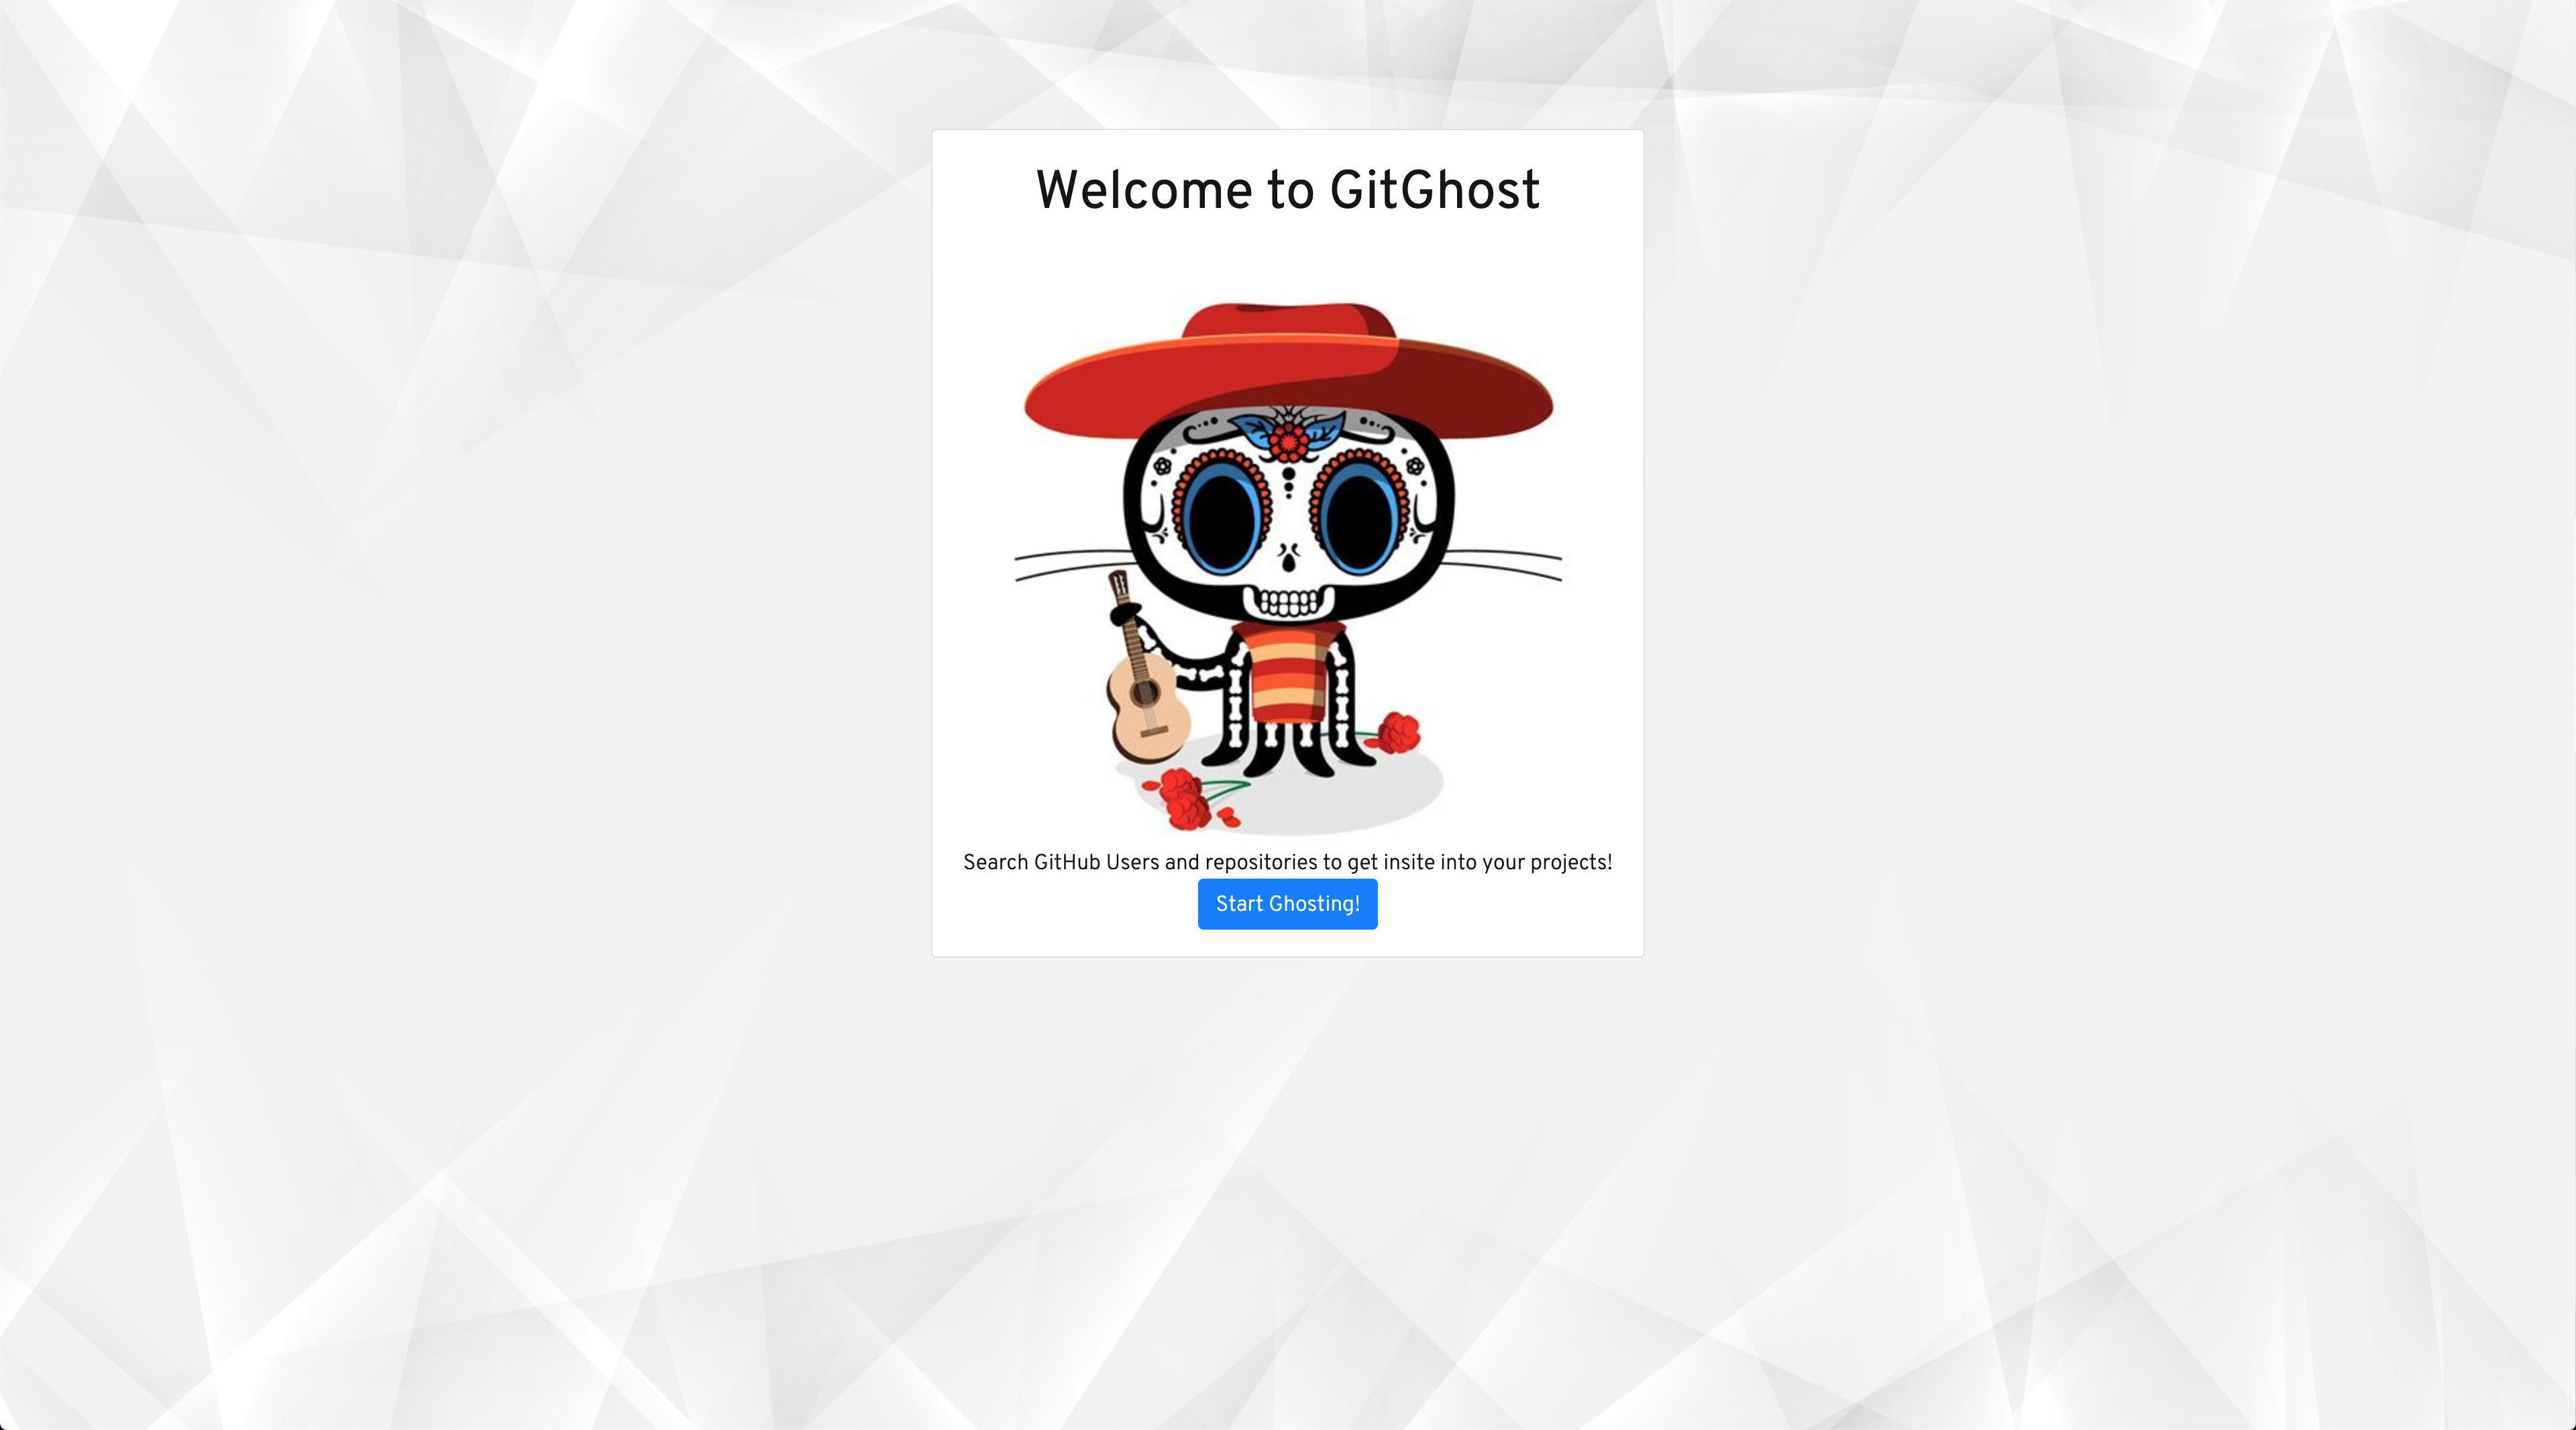 Welcome to GitGhost
Search GitHub Users and repositories to get insite into your projects!
Start Ghosting!